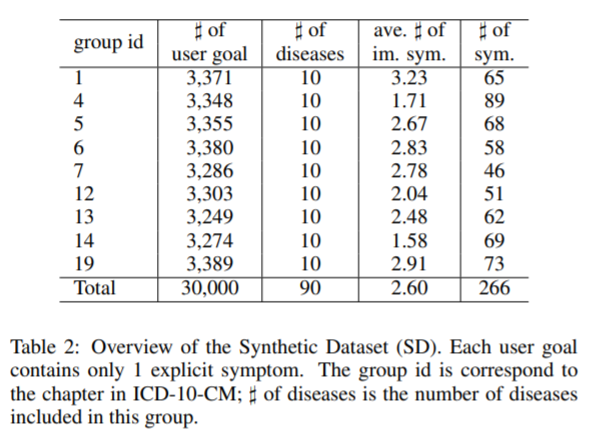 group id ♯ of user goal ♯ of diseases ave. ♯ of im. sym. ♯ of sym.
1 3,371 10 3.23 65
4 3,348 10 1.71 89
5 3,355 10 2.67 68
6 3,380 10 2.83 58
7 3,286 10 2.78 46
12 3,303 10 2.04 51
13 3,249 10 2.48 62
14 3,274 10 1.58 69
19 3,389 10 2.91 73
Total 30,000 90 2.60 266
Table 2: Overview of the Synthetic Dataset (SD). Each user goal
contains only 1 explicit symptom. The group id is correspond to
the chapter in ICD-10-CM; ♯ of diseases is the number of diseases
included in this group.